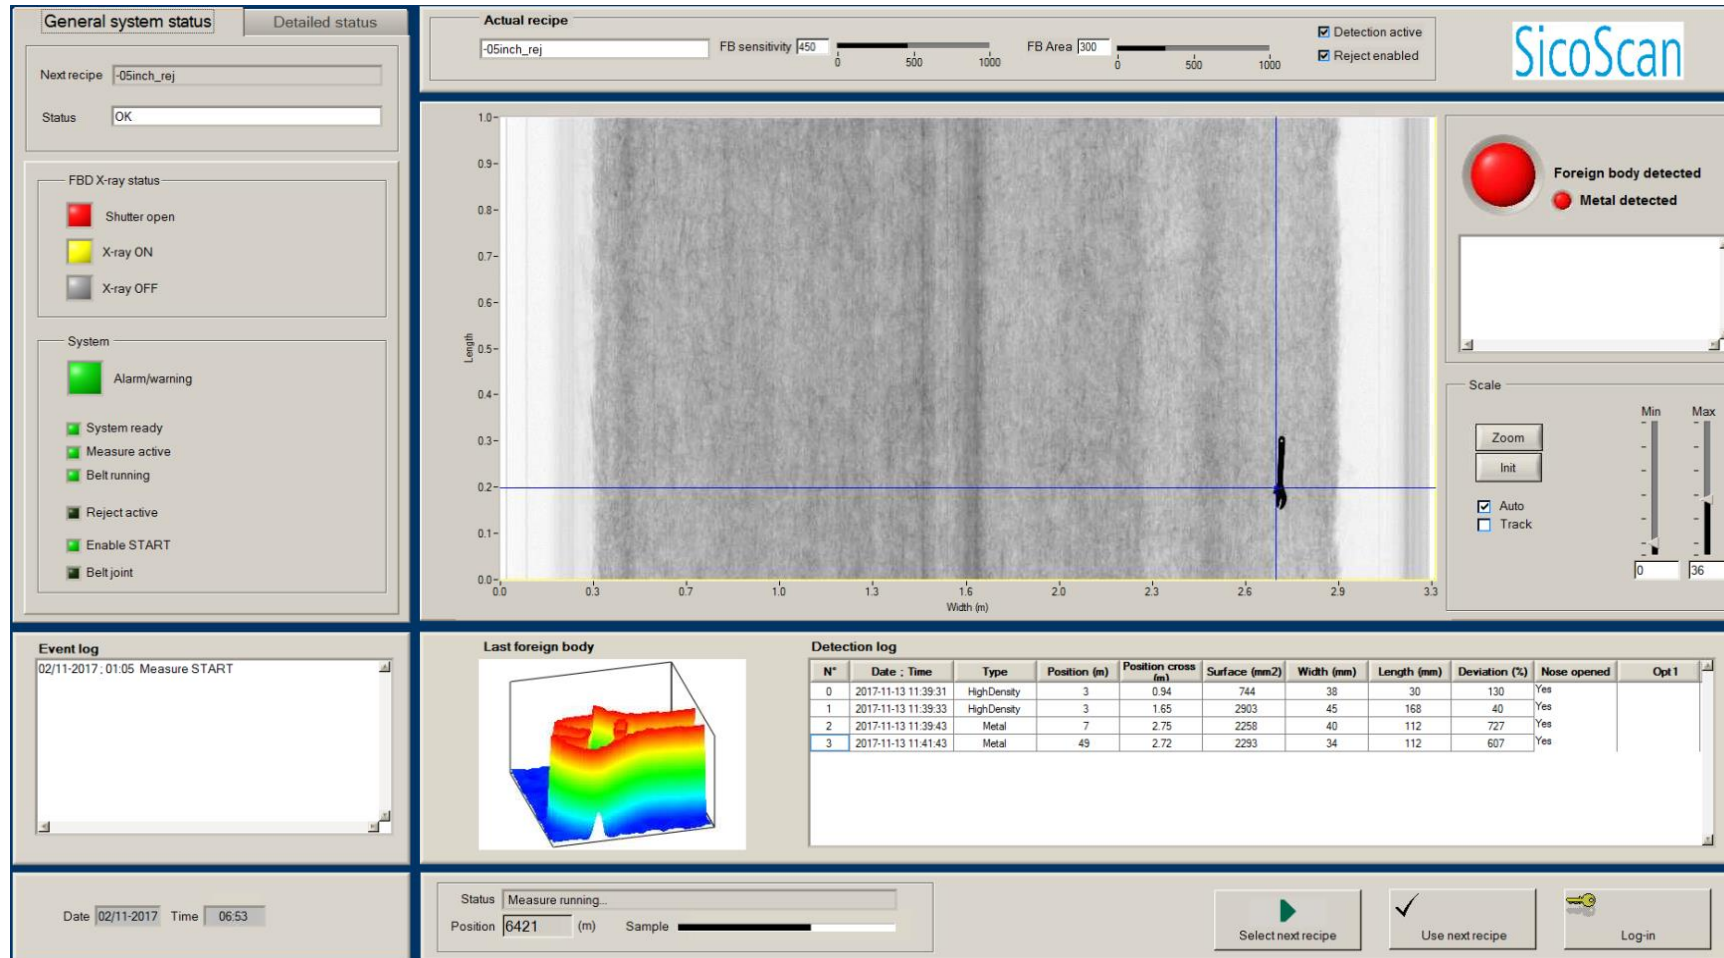 General system status
Detailed status
Next recipe -05inch_rej
Status OK
FBD X-ray status
Shutter open
X-ray ON
X-ray OFF
System
Alarm/warning
System ready
Measure active
Belt running
Reject active
Enable START
Belt joint
Actual recipe
-05inch_rej
FB sensitivity 450
0 500 1000
FB Area 300
0 500 1000
Detection active
Reject enabled
SicoScan
1.0
0.9
0.8
0.7
0.6
0.5
0.4
0.3
0.2
0.1
0.0
Length
0.0 0.3 0.7 1.0 1.3 1.6 2.0 2.3 2.6 2.9 3.3
Width (m)
Foreign body detected
Metal detected
Scale
Min Max
Zoom
Init
Auto
Track
0 36
Event log
02/11-2017 ; 01:05 Measure START
Last foreign body
Detection log
N° Date ; Time Type Position (m) Position cross (m) Surface (mm2) Width (mm) Length (mm) Deviation (%) Nose opened Opt 1
0 2017-11-13 11:39:31 HighDensity 3 0.94 744 38 30 130 Yes
1 2017-11-13 11:39:33 HighDensity 3 1.65 2903 45 168 40 Yes
2 2017-11-13 11:39:43 Metal 7 2.75 2258 40 112 727 Yes
3 2017-11-13 11:41:43 Metal 49 2.72 2293 34 112 607 Yes
Date 02/11-2017 Time 06:53
Status Measure running...
Position 6421 (m) Sample
Select next recipe
Use next recipe
Log-in